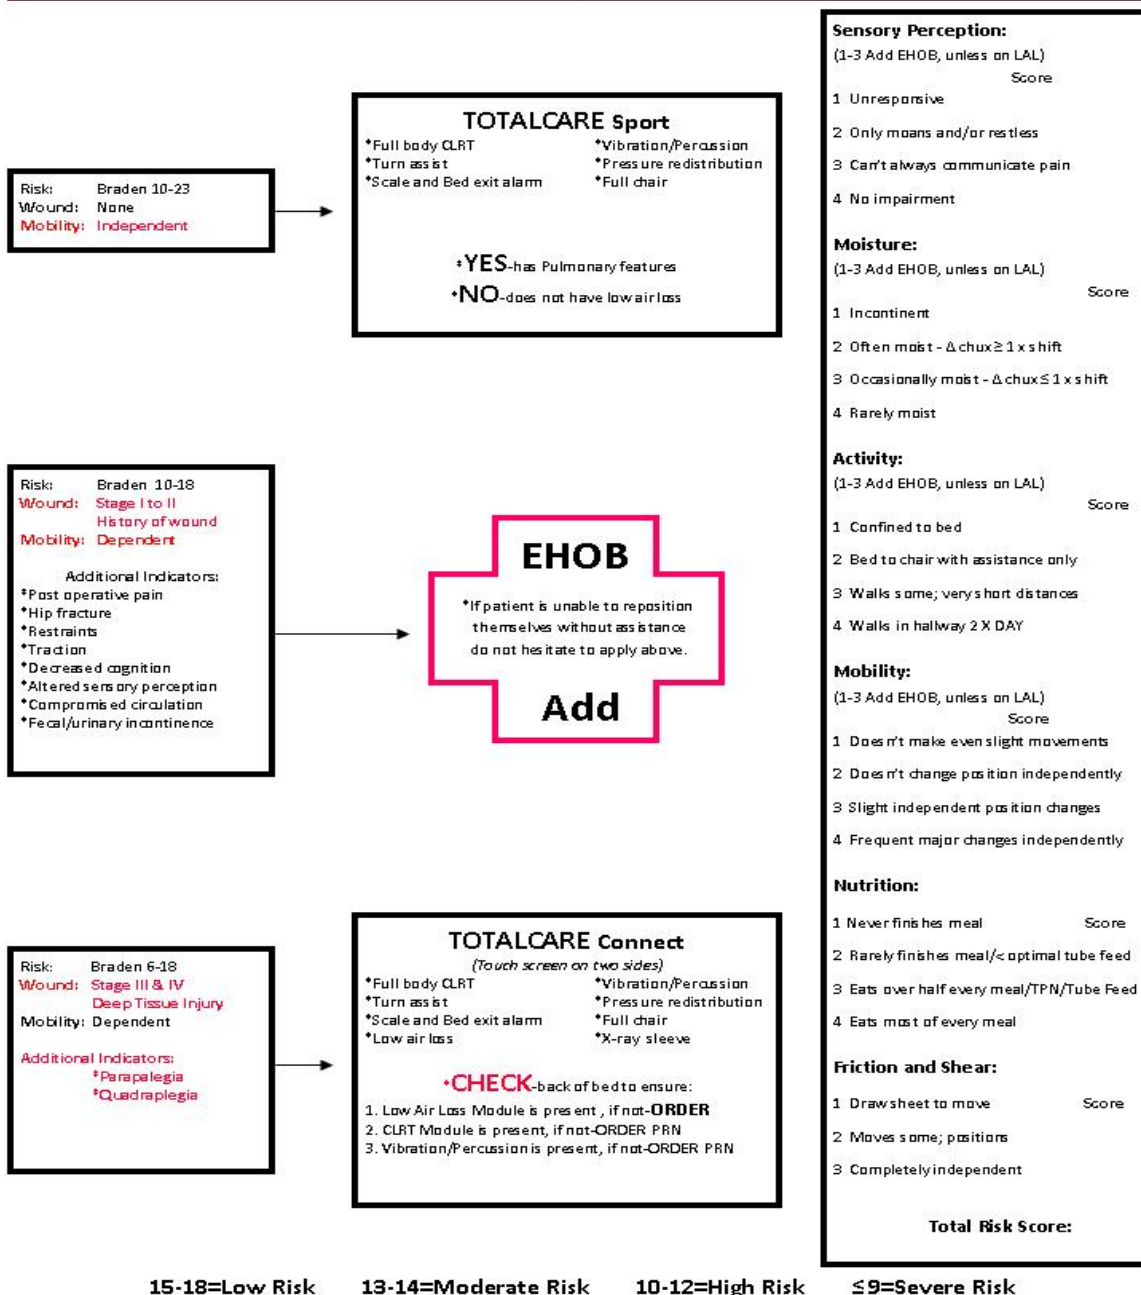 Risk: Braden 10-23
Wound: None
Mobility: Independent
TOTALCARE Sport
*Full body CLRT *Vibration/Percussion
*Turn assist *Pressure redistribution
*Scale and Bed exit alarm *Full chair
*YES-has Pulmonary features
*NO-does not have low air loss
Risk: Braden 10-18
Wound: Stage I to II
History of wound
Mobility: Dependent
Additional Indicators:
*Post operative pain
*Hip fracture
*Restraints
*Traction
*Decreased cognition
*Altered sensory perception
*Compromised circulation
*Fecal/urinary incontinence
EHOB
*If patient is unable to reposition
themselves without assistance
do not hesitate to apply above.
Add
Risk: Braden 6-18
Wound: Stage III & IV
Deep Tissue Injury
Mobility: Dependent
Additional Indicators:
*Parapalegia
*Quadraplegia
TOTALCARE Connect
(Touch screen on two sides)
*Full body CLRT *Vibration/Percussion
*Turn assist *Pressure redistribution
*Scale and Bed exit alarm *Full chair
*Low air loss *X-ray sleeve
*CHECK-back of bed to ensure:
1. Low Air Loss Module is present , if not-ORDER
2. CLRT Module is present, if not-ORDER PRN
3. Vibration/Percussion is present, if not-ORDER PRN
Sensory Perception:
(1-3 Add EHOB, unless on LAL)
Score
1 Unresponsive
2 Only moans and/or restless
3 Can't always communicate pain
4 No impairment
Moisture:
(1-3 Add EHOB, unless on LAL)
Score
1 Incontinent
2 Often moist - Δ chux ≥ 1 x shift
3 Occasionally moist - Δ chux ≤ 1 x shift
4 Rarely moist
Activity:
(1-3 Add EHOB, unless on LAL)
Score
1 Confined to bed
2 Bed to chair with assistance only
3 Walks some; very short distances
4 Walks in hallway 2 X DAY
Mobility:
(1-3 Add EHOB, unless on LAL)
Score
1 Doesn't make even slight movements
2 Doesn't change position independently
3 Slight independent position changes
4 Frequent major changes independently
Nutrition:
1 Never finishes meal Score
2 Rarely finishes meal/< optimal tube feed
3 Eats over half every meal/TPN/Tube Feed
4 Eats most of every meal
Friction and Shear:
1 Draw sheet to move Score
2 Moves some; positions
3 Completely independent
Total Risk Score:
15-18=Low Risk 13-14=Moderate Risk 10-12=High Risk ≤9=Severe Risk